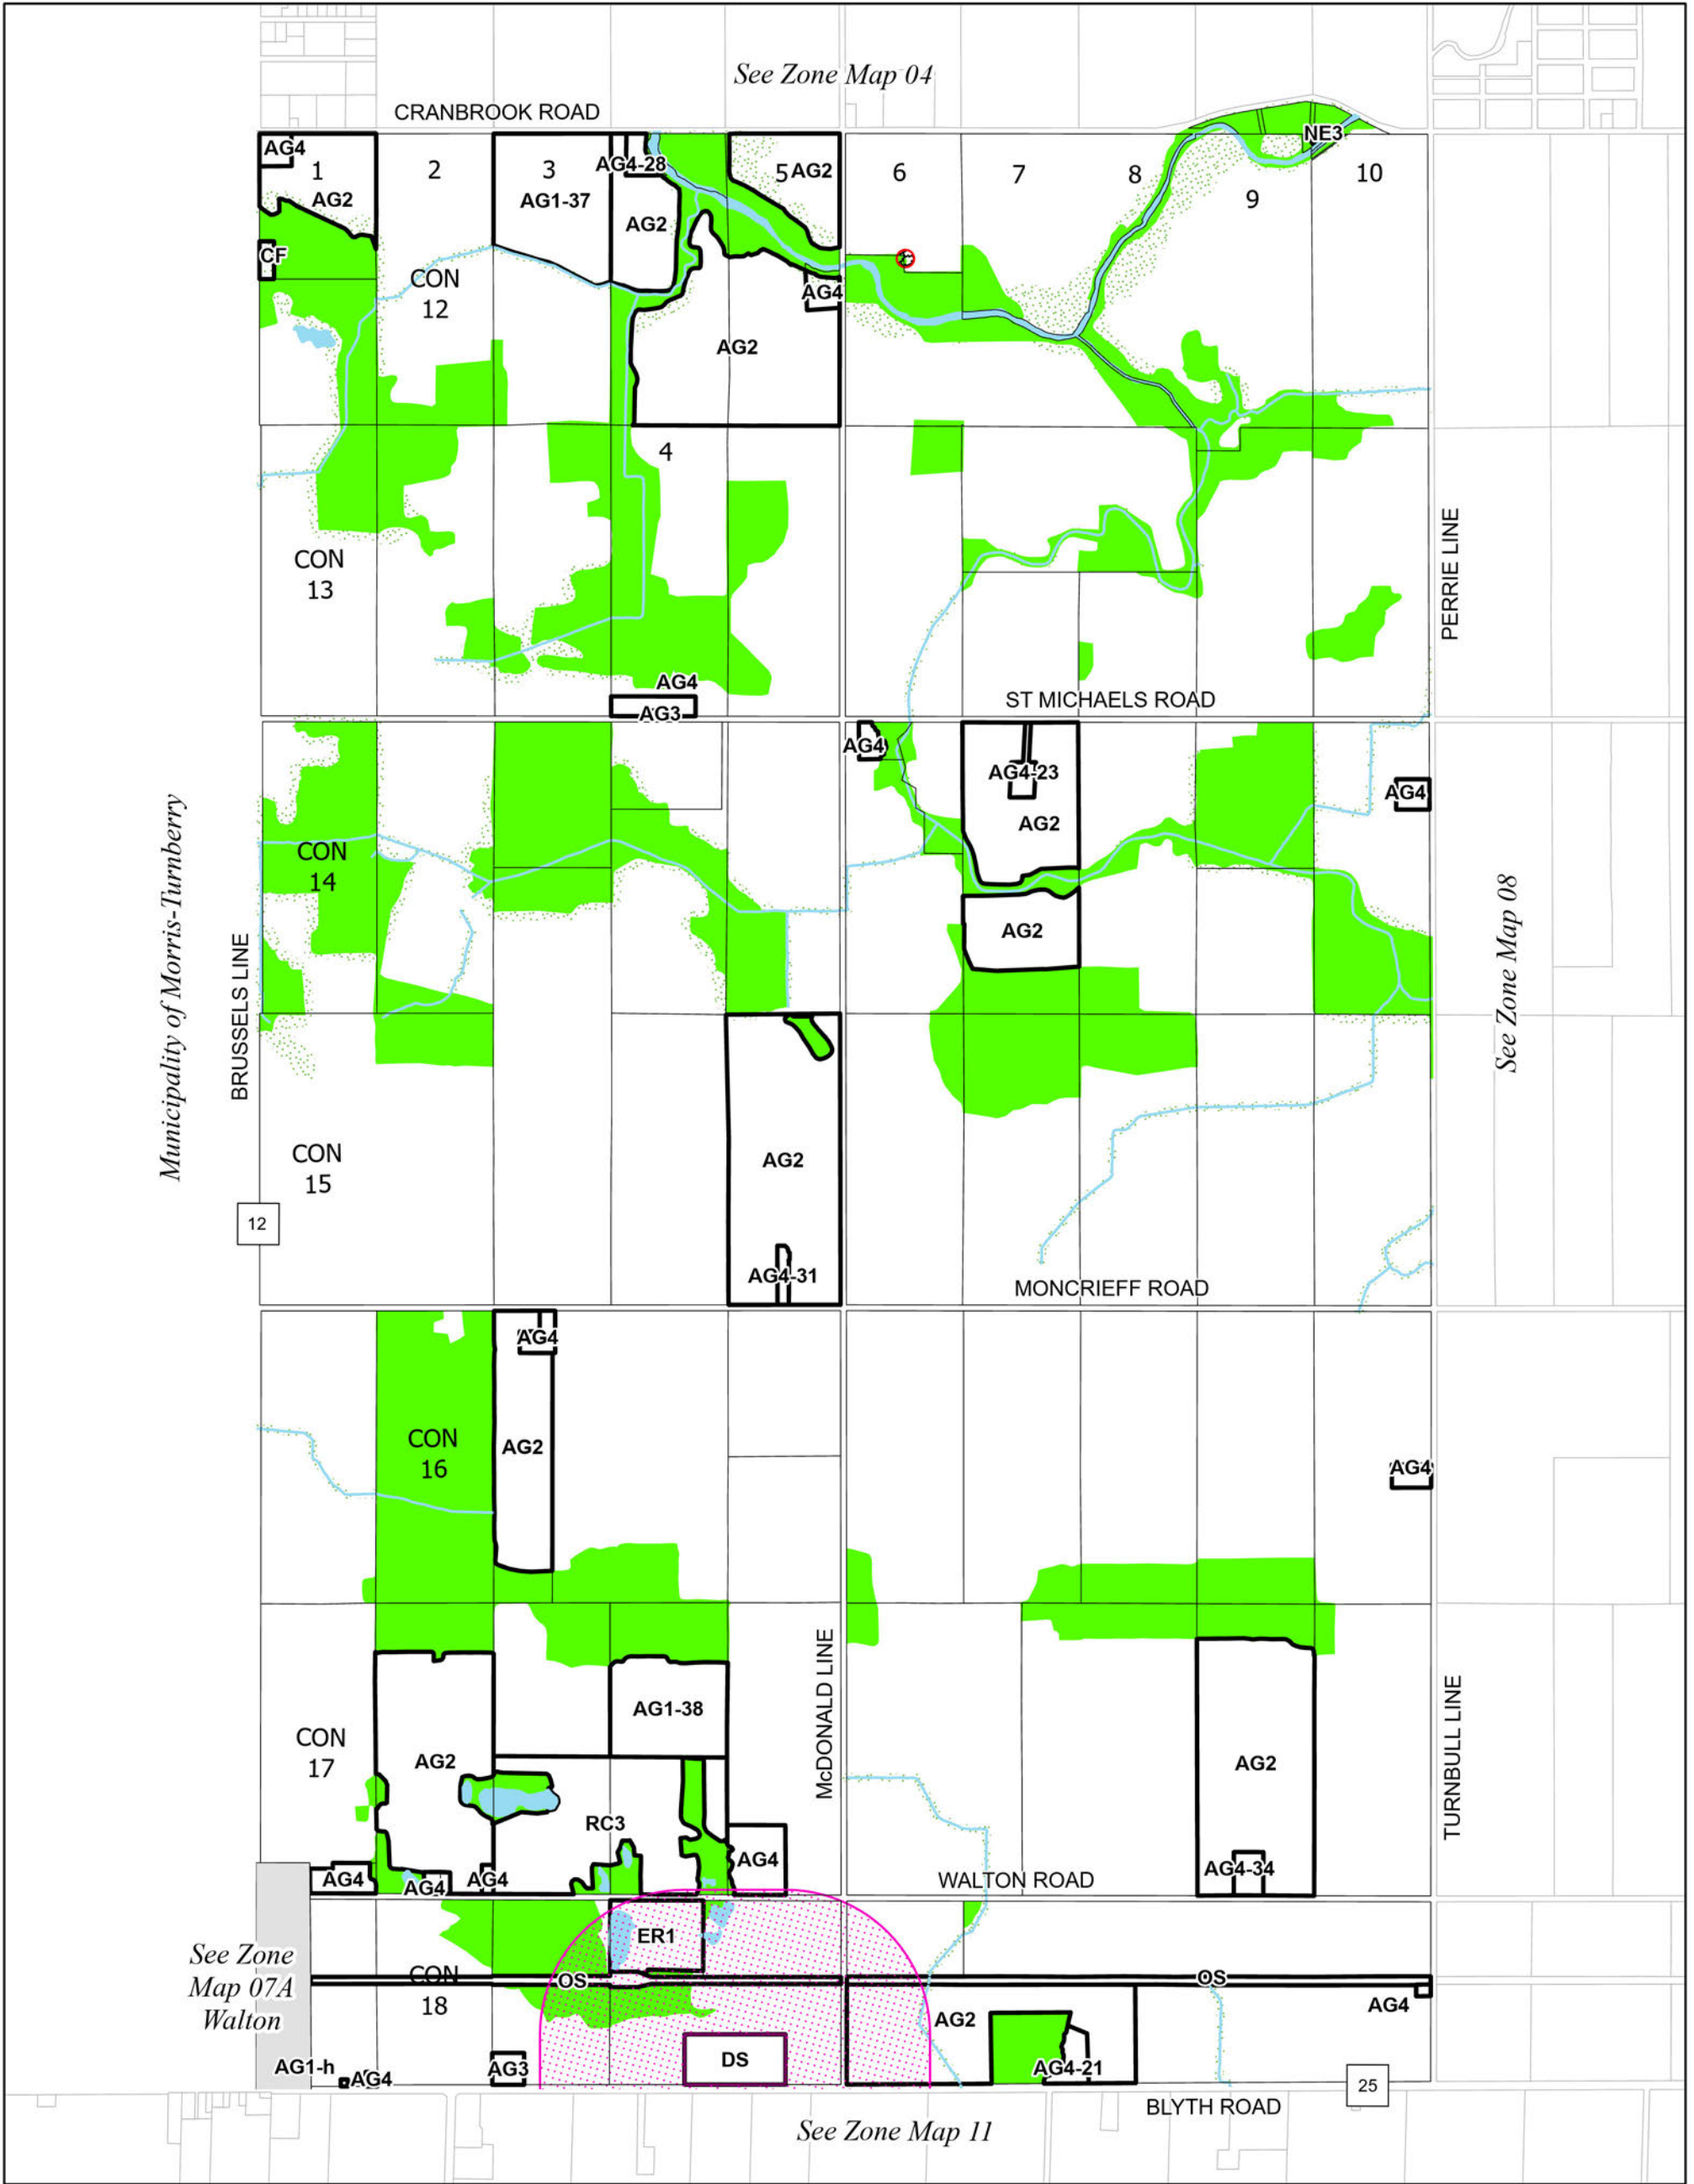 See Zone Map 04
CRANBROOK ROAD
NE3
AG4
1
AG2
2
3
AG1-37
AG4-28
AG2
5
AG2
6
7
8
9
10
CF
CON
12
AG4
AG2
4
CON
13
PERRIE LINE
AG4
AG3
ST MICHAELS ROAD
AG4
AG4-23
AG2
AG4
CON
14
AG2
Municipality of Morris-Turnberry
BRUSSELS LINE
See Zone Map 08
CON
15
AG2
12
AG4-31
MONCRIEFF ROAD
AG4
CON
16
AG2
AG4
McDONALD LINE
TURNBULL LINE
AG1-38
CON
17
AG2
AG2
RC3
AG4
AG4
AG4
AG4
WALTON ROAD
AG4-34
ER1
See Zone
Map 07A
Walton
CON
18
OS
OS
AG4
AG2
DS
AG1-h
AG4
AG3
AG4-21
25
BLYTH ROAD
See Zone Map 11